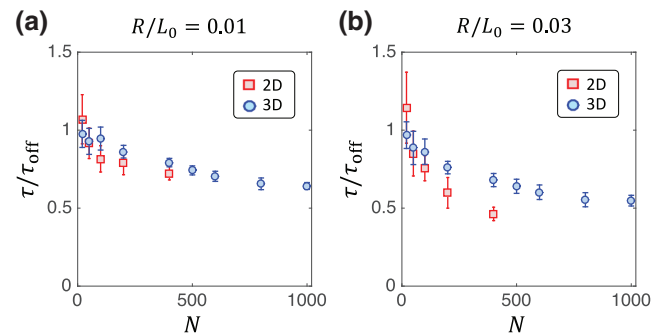 (a) R/L₀ = 0.01
1.5
1
0.5
0
τ/τoff
2D
3D
0 500 1000
N
(b) R/L₀ = 0.03
1.5
1
0.5
0
τ/τoff
2D
3D
0 500 1000
N